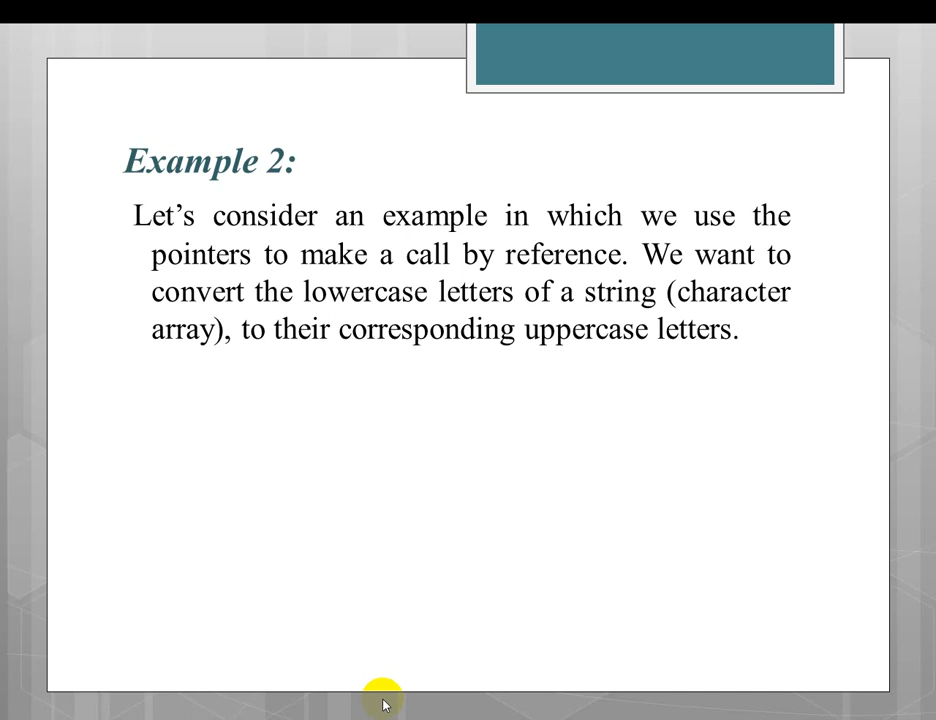 Example 2:
Let’s consider an example in which we use the
pointers to make a call by reference. We want to
convert the lowercase letters of a string (character
array), to their corresponding uppercase letters.